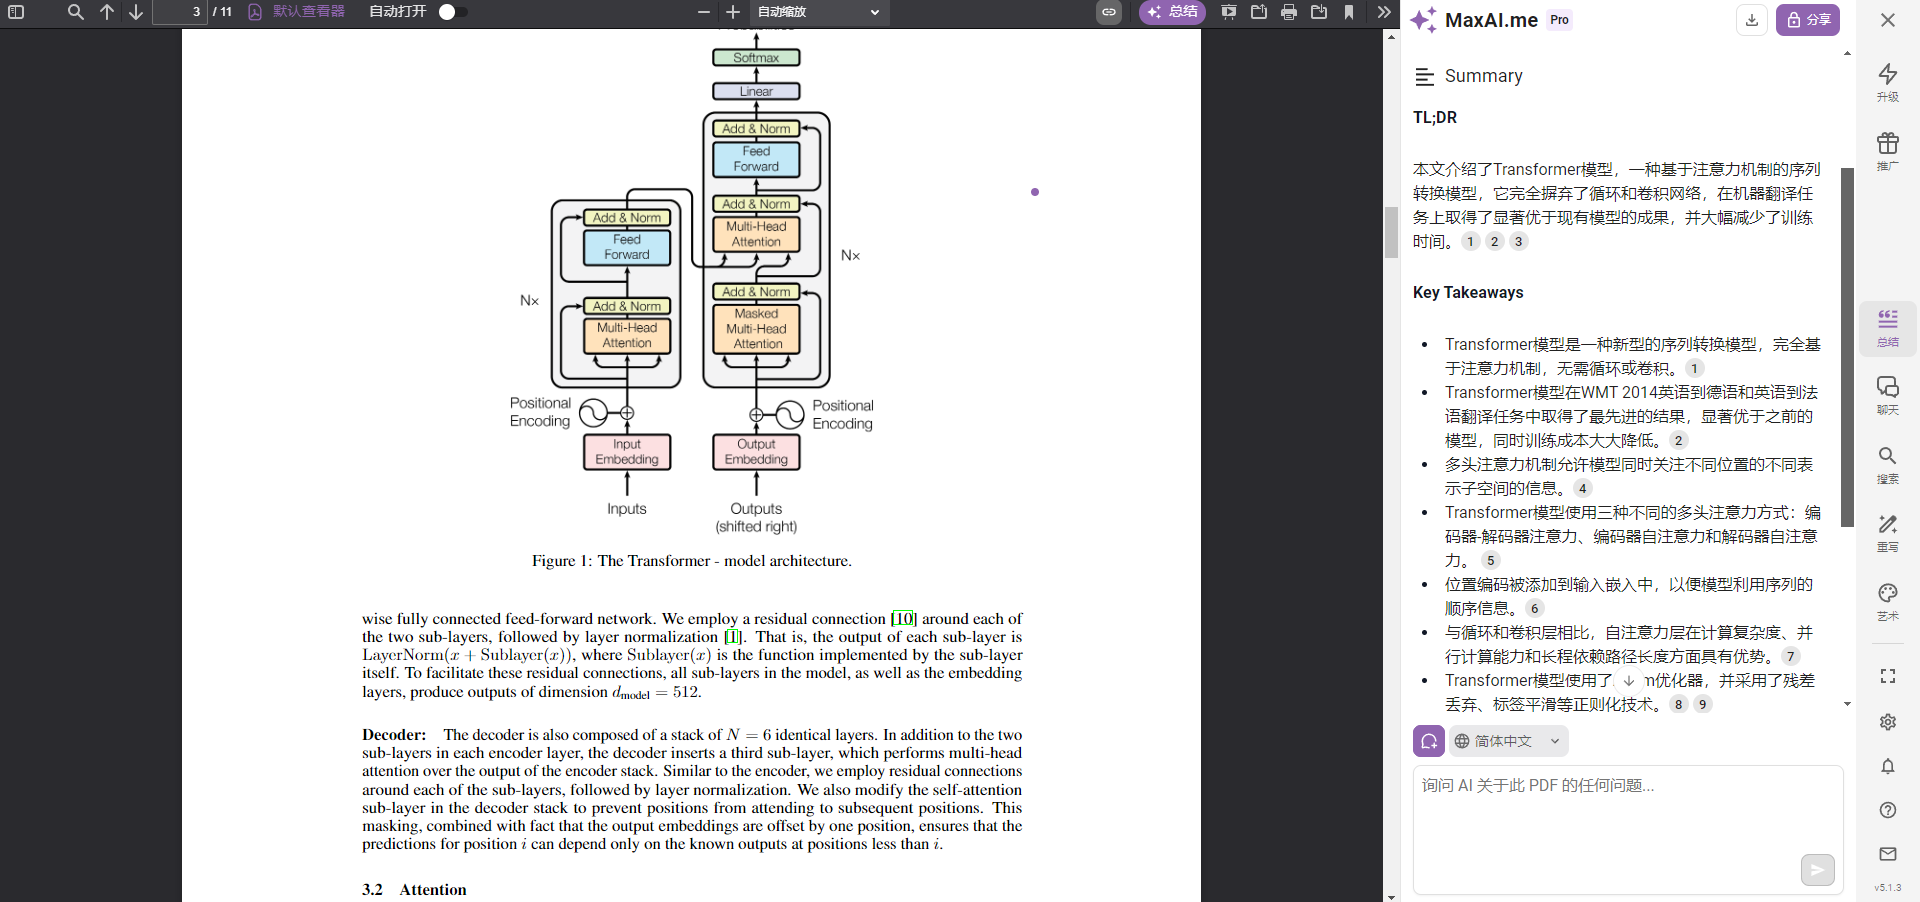 3 / 11
默认查看器
自动打开
自动缩放
总结
Softmax
Linear
Add & Norm
Feed
Forward
Add & Norm
Multi-Head
Attention
Nx
Add & Norm
Masked
Multi-Head
Attention
Add & Norm
Feed
Forward
Nx
Add & Norm
Multi-Head
Attention
Positional
Encoding
Positional
Encoding
Input
Embedding
Output
Embedding
Inputs
Outputs
(shifted right)
Figure 1: The Transformer - model architecture.
wise fully connected feed-forward network. We employ a residual connection [10] around each of
the two sub-layers, followed by layer normalization [1]. That is, the output of each sub-layer is
LayerNorm(x + Sublayer(x)), where Sublayer(x) is the function implemented by the sub-layer
itself. To facilitate these residual connections, all sub-layers in the model, as well as the embedding
layers, produce outputs of dimension dmodel = 512.
Decoder: The decoder is also composed of a stack of N = 6 identical layers. In addition to the two
sub-layers in each encoder layer, the decoder inserts a third sub-layer, which performs multi-head
attention over the output of the encoder stack. Similar to the encoder, we employ residual connections
around each of the sub-layers, followed by layer normalization. We also modify the self-attention
sub-layer in the decoder stack to prevent positions from attending to subsequent positions. This
masking, combined with fact that the output embeddings are offset by one position, ensures that the
predictions for position i can depend only on the known outputs at positions less than i.
3.2 Attention
MaxAI.me Pro
分享
Summary
TL;DR
本文介绍了Transformer模型，一种基于注意力机制的序列
转换模型，它完全摒弃了循环和卷积网络，在机器翻译任
务上取得了显著优于现有模型的成果，并大幅减少了训练
时间。 1 2 3
Key Takeaways
• Transformer模型是一种新型的序列转换模型，完全基
于注意力机制，无需循环或卷积。 1
• Transformer模型在WMT 2014英语到德语和英语到法
语翻译任务中取得了最先进的结果，显著优于之前的
模型，同时训练成本大大降低。 2
• 多头注意力机制允许模型同时关注不同位置的不同表
示子空间的信息。 4
• Transformer模型使用三种不同的多头注意力方式：编
码器-解码器注意力、编码器自注意力和解码器自注意
力。 5
• 位置编码被添加到输入嵌入中，以便模型利用序列的
顺序信息。 6
• 与循环和卷积层相比，自注意力层在计算复杂度、并
行计算能力和长程依赖路径长度方面具有优势。 7
• Transformer模型使用了 m优化器，并采用了残差
丢弃、标签平滑等正则化技术。 8 9
简体中文
询问 AI 关于此 PDF 的任何问题...
升级
推广
总结
聊天
搜索
重写
艺术
v5.1.3